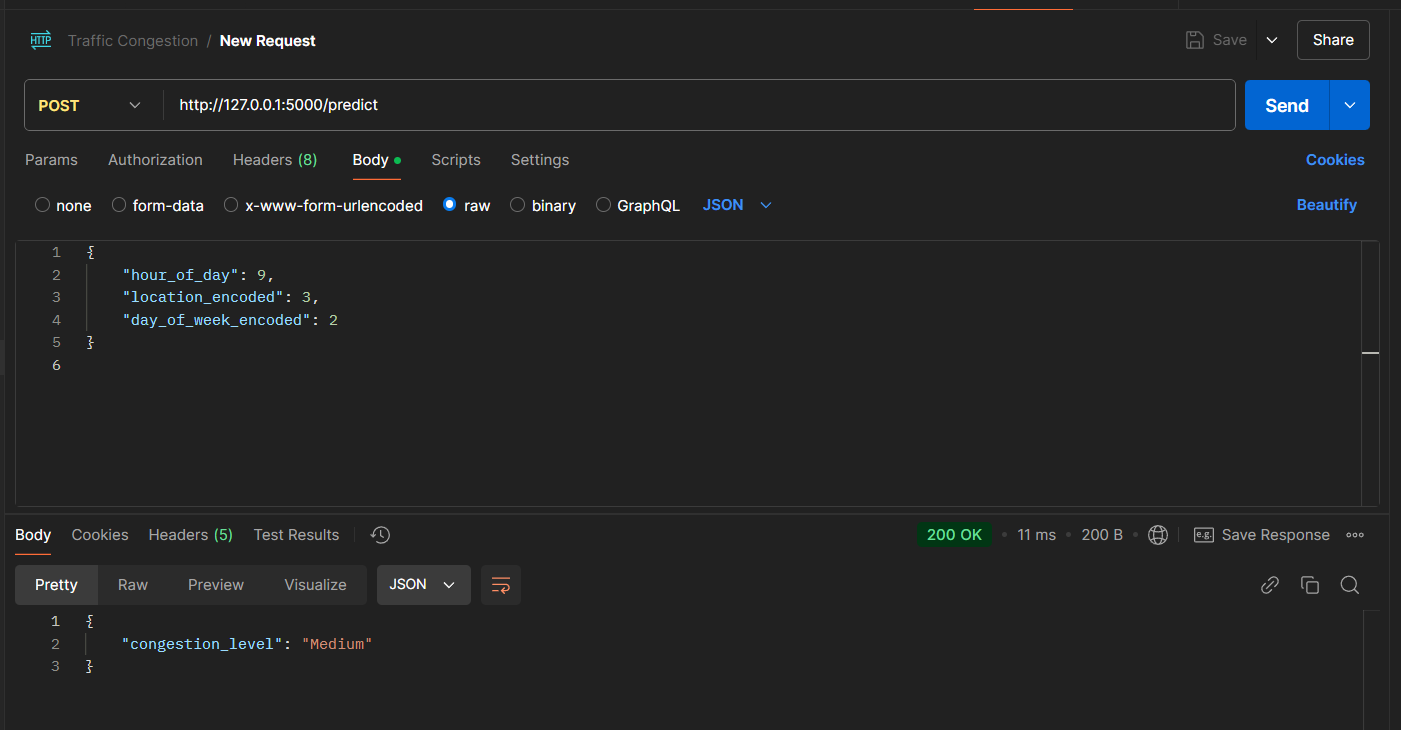 HTTP Traffic Congestion / New Request Save Share
POST http://127.0.0.1:5000/predict Send
Params Authorization Headers (8) Body Scripts Settings Cookies
none form-data x-www-form-urlencoded raw binary GraphQL JSON Beautify
1 {
2 "hour_of_day": 9,
3 "location_encoded": 3,
4 "day_of_week_encoded": 2
5 }
6
Body Cookies Headers (5) Test Results 200 OK • 11 ms • 200 B • e.g. Save Response
Pretty Raw Preview Visualize JSON
1 {
2 "congestion_level": "Medium"
3 }